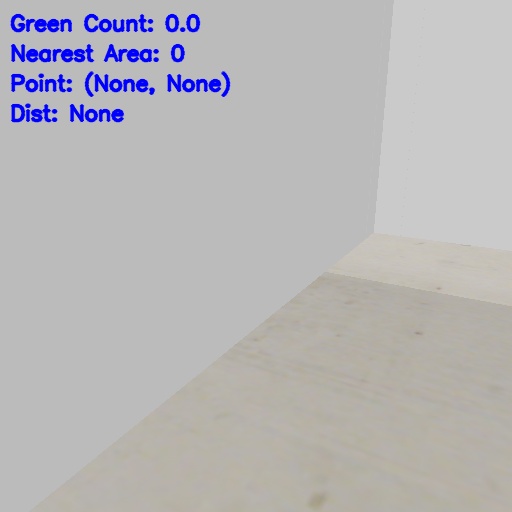 Green Count: 0.0
Nearest Area: 0
Point: (None, None)
Dist: None